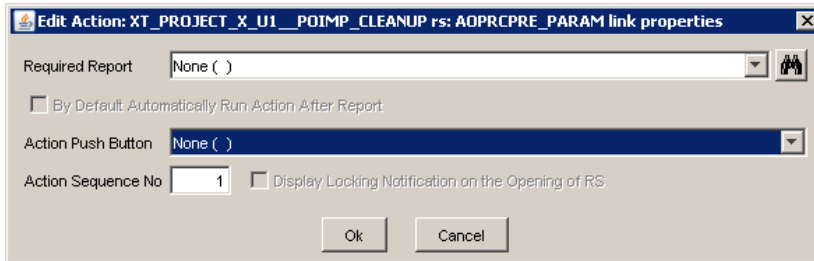 Edit Action: XT_PROJECT_X_U1__POIMP_CLEANUP rs: AOPRCPRE_PARAM link properties
Required Report None ( )
By Default Automatically Run Action After Report
Action Push Button None ( )
Action Sequence No 1 Display Locking Notification on the Opening of RS
Ok Cancel